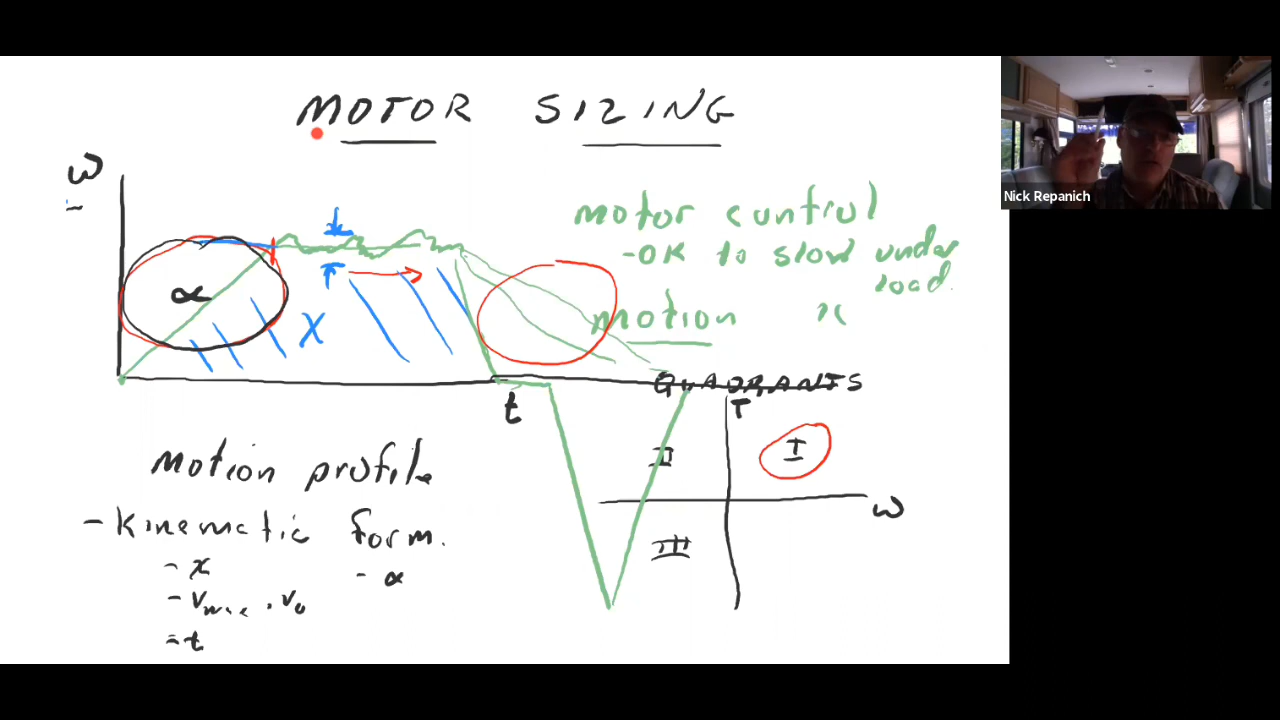 MOTOR SIZING
Nick Repanich
ω
motor control
-OK to slow under
load.
α
x
motion "
QUADRANTS
t
T
I
II
ω
III
motion profile
- Kinematic form.
- x
- α
, v₀
- t